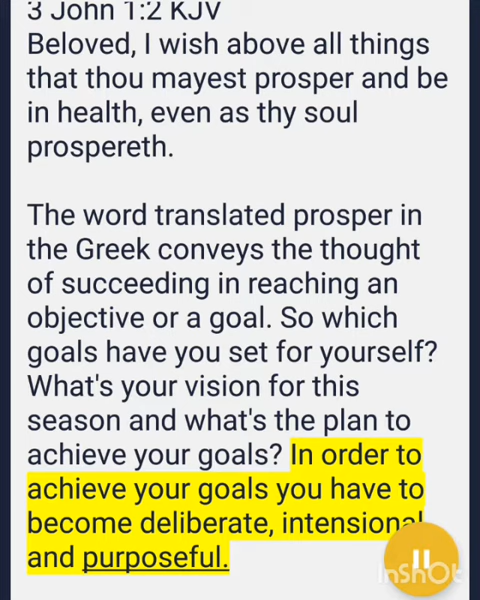 3 John 1:2 KJV
Beloved, I wish above all things
that thou mayest prosper and be
in health, even as thy soul
prospereth.
The word translated prosper in
the Greek conveys the thought
of succeeding in reaching an
objective or a goal. So which
goals have you set for yourself?
What's your vision for this
season and what's the plan to
achieve your goals? In order to
achieve your goals you have to
become deliberate, intensional
and purposeful.
InShOt